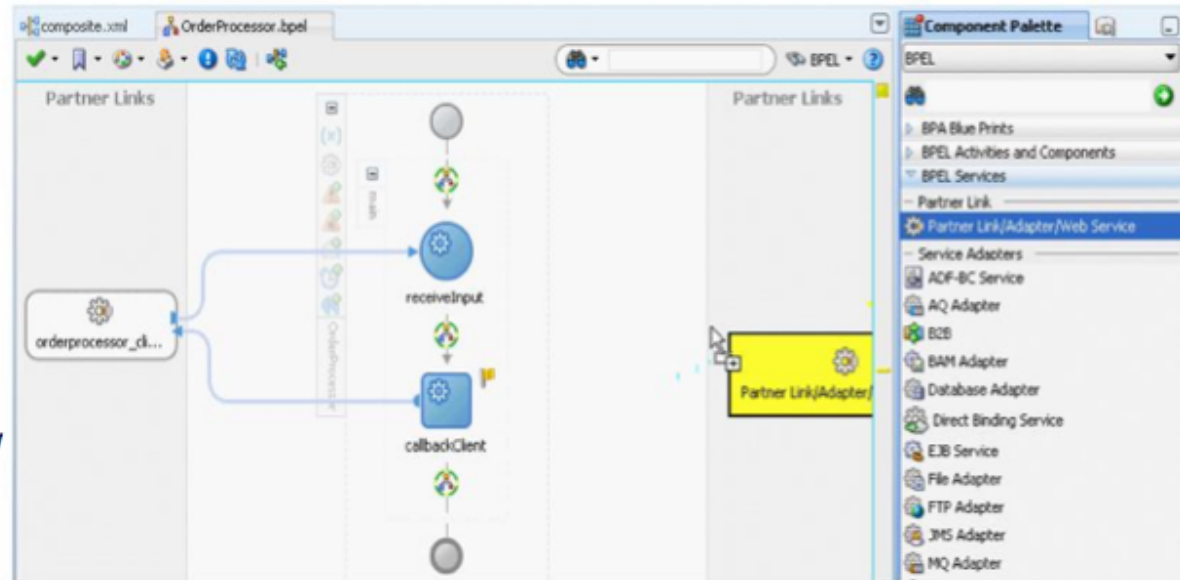 composite.xml
OrderProcessor.bpel
BPEL
Partner Links
main
OrderProcessor
receiveInput
orderprocessor_cli...
callbackClient
Partner Links
Partner Link/Adapter/
Component Palette
BPEL
BPA Blue Prints
BPEL Activities and Components
BPEL Services
Partner Link
Partner Link/Adapter/Web Service
Service Adapters
ADF-BC Service
AQ Adapter
B2B
BAM Adapter
Database Adapter
Direct Binding Service
EJB Service
File Adapter
FTP Adapter
JMS Adapter
MQ Adapter